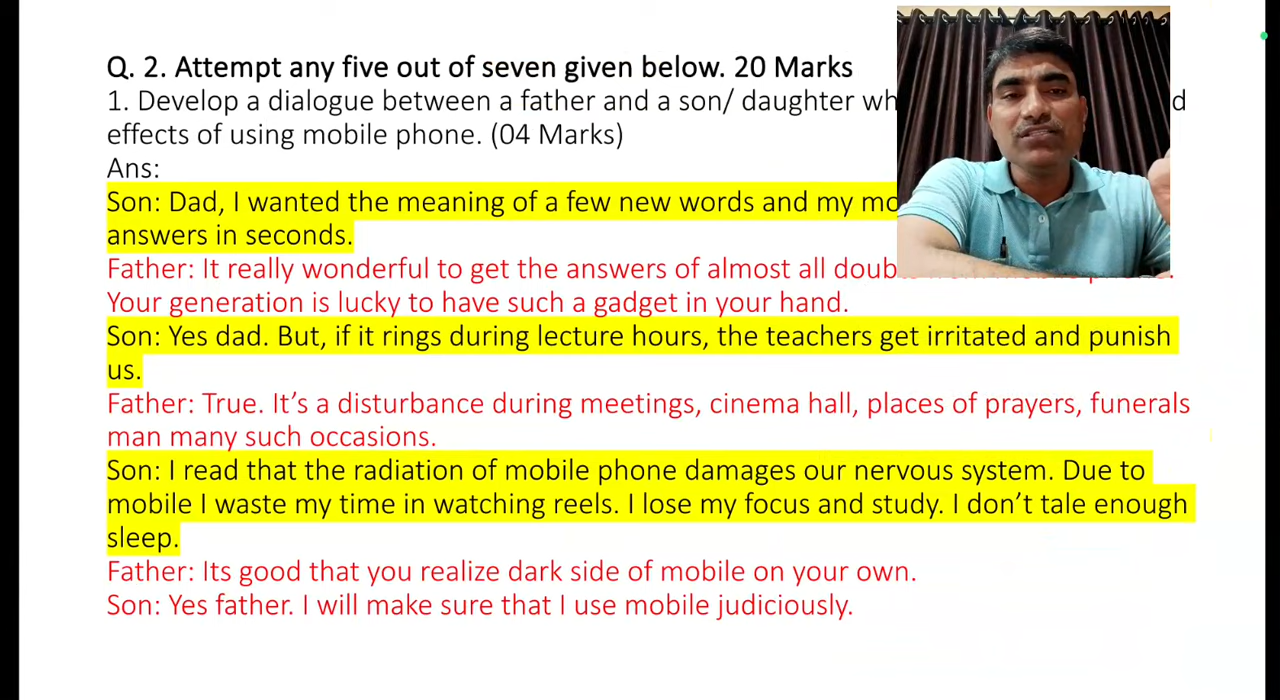 Q. 2. Attempt any five out of seven given below. 20 Marks
1. Develop a dialogue between a father and a son/ daughter
effects of using mobile phone. (04 Marks)
Ans:
Son: Dad, I wanted the meaning of a few new words and my
answers in seconds.
Father: It really wonderful to get the answers of almost all
Your generation is lucky to have such a gadget in your hand.
Son: Yes dad. But, if it rings during lecture hours, the teachers get irritated and punish
us.
Father: True. It’s a disturbance during meetings, cinema hall, places of prayers, funerals
man many such occasions.
Son: I read that the radiation of mobile phone damages our nervous system. Due to
mobile I waste my time in watching reels. I lose my focus and study. I don’t tale enough
sleep.
Father: Its good that you realize dark side of mobile on your own.
Son: Yes father. I will make sure that I use mobile judiciously.